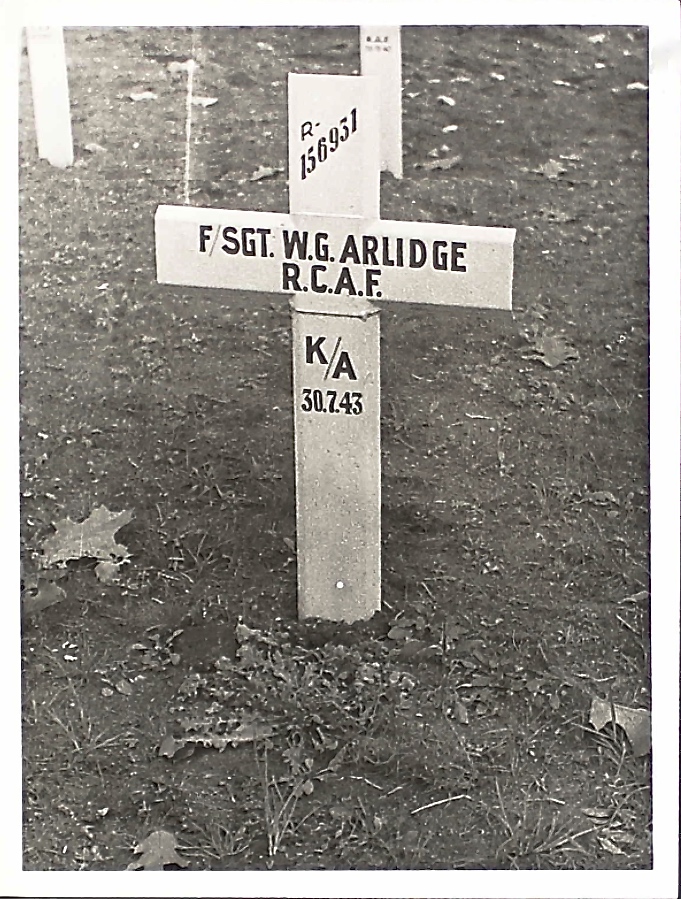 R-
156931
F/SGT. W.G. ARLIDGE
R.C.A.F.
K/A
30.7.43